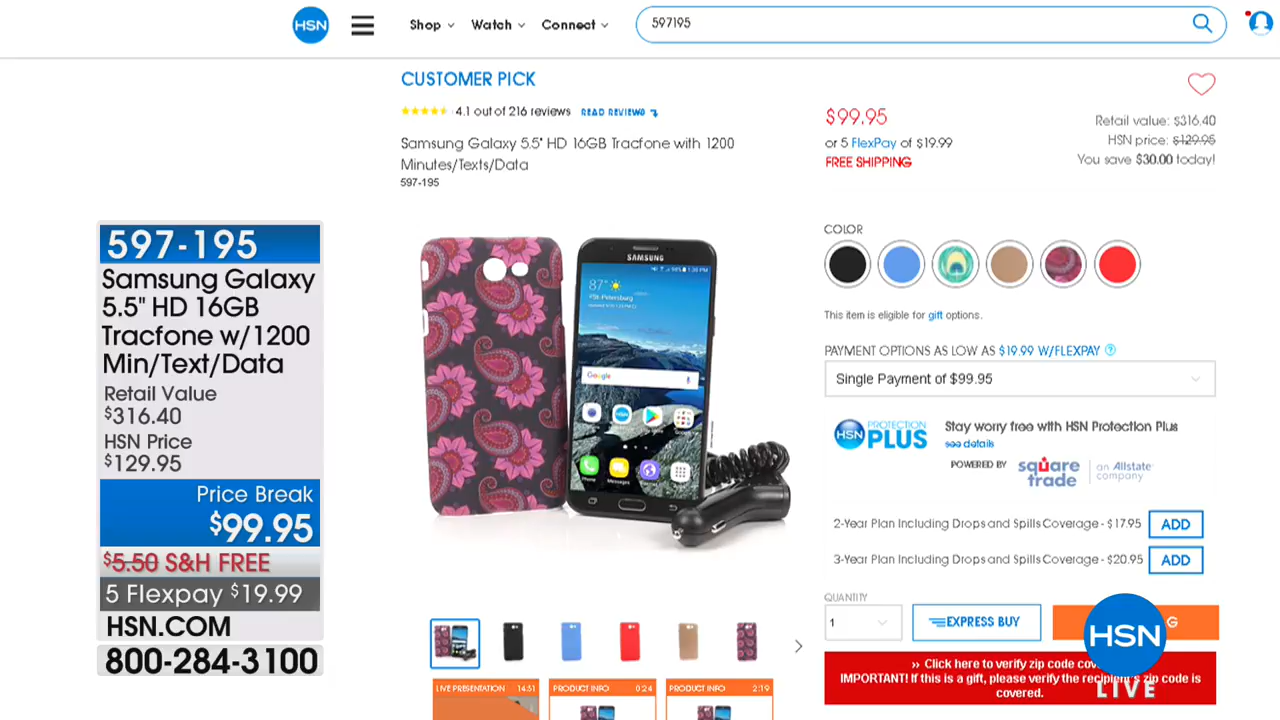 HSN
Shop
Watch
Connect
597195
CUSTOMER PICK
4.1 out of 216 reviews READ REVIEWS
Samsung Galaxy 5.5" HD 16GB Tracfone with 1200
Minutes/Texts/Data
597-195
$99.95
or 5 FlexPay of $19.99
FREE SHIPPING
Retail value: $316.40
HSN price: $129.95
You save $30.00 today!
597-195
Samsung Galaxy
5.5" HD 16GB
Tracfone w/1200
Min/Text/Data
Retail Value
$316.40
HSN Price
$129.95
Price Break
$99.95
$5.50 S&H FREE
5 Flexpay $19.99
HSN.COM
800-284-3100
SAMSUNG
87°
Google
Phone
Messages
COLOR
This item is eligible for gift options.
PAYMENT OPTIONS AS LOW AS $19.99 W/FLEXPAY
Single Payment of $99.95
HSN PROTECTION PLUS
Stay worry free with HSN Protection Plus
see details
POWERED BY square trade an Allstate company
2-Year Plan Including Drops and Spills Coverage - $17.95 ADD
3-Year Plan Including Drops and Spills Coverage - $20.95 ADD
QUANTITY
1
EXPRESS BUY
G
›› Click here to verify zip code cov
IMPORTANT! If this is a gift, please verify the recipient's zip code is
covered.
HSN
LIVE
LIVE PRESENTATION 14:51
PRODUCT INFO 0:24
PRODUCT INFO 2:19